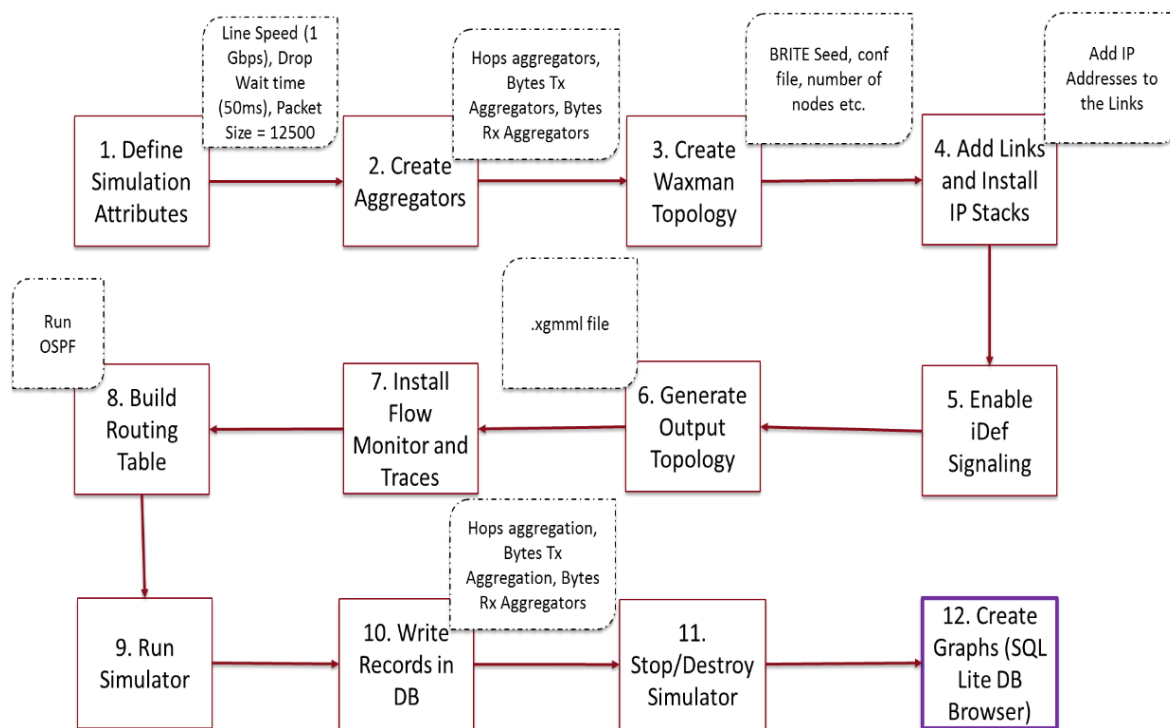 Line Speed (1
Gbps), Drop
Wait time
(50ms), Packet
Size = 12500
Hops aggregators,
Bytes Tx
Aggregators, Bytes
Rx Aggregators
BRITE Seed, conf
file, number of
nodes etc.
Add IP
Addresses to
the Links
1. Define
Simulation
Attributes
2. Create
Aggregators
3. Create
Waxman
Topology
4. Add Links
and Install
IP Stacks
Run
OSPF
.xgmml file
8. Build
Routing
Table
7. Install
Flow
Monitor and
Traces
6. Generate
Output
Topology
5. Enable
iDef
Signaling
Hops aggregation,
Bytes Tx
Aggregation, Bytes
Rx Aggregators
9. Run
Simulator
10. Write
Records in
DB
11.
Stop/Destroy
Simulator
12. Create
Graphs (SQL
Lite DB
Browser)